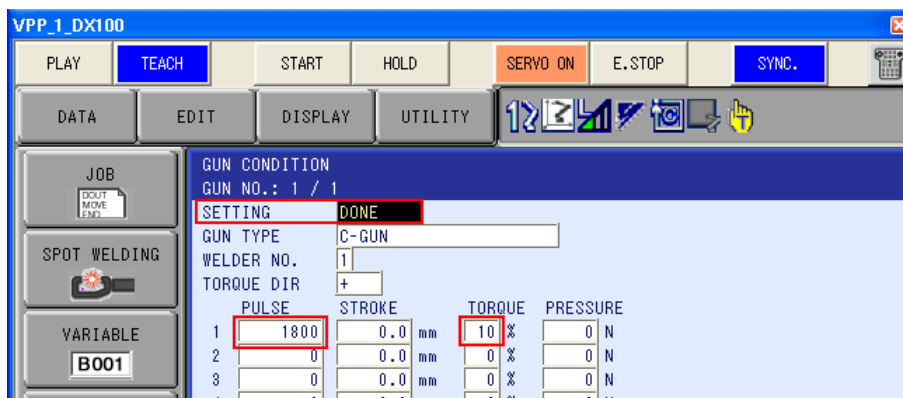 VPP_1_DX100
PLAY TEACH START HOLD SERVO ON E.STOP SYNC.
DATA EDIT DISPLAY UTILITY
JOB
DOUT
MOVE
END
SPOT WELDING
VARIABLE
B001
GUN CONDITION
GUN NO.: 1 / 1
SETTING DONE
GUN TYPE C-GUN
WELDER NO. 1
TORQUE DIR +
PULSE STROKE TORQUE PRESSURE
1 1800 0.0 mm 10 % 0 N
2 0 0.0 mm 0 % 0 N
3 0 0.0 mm 0 % 0 N